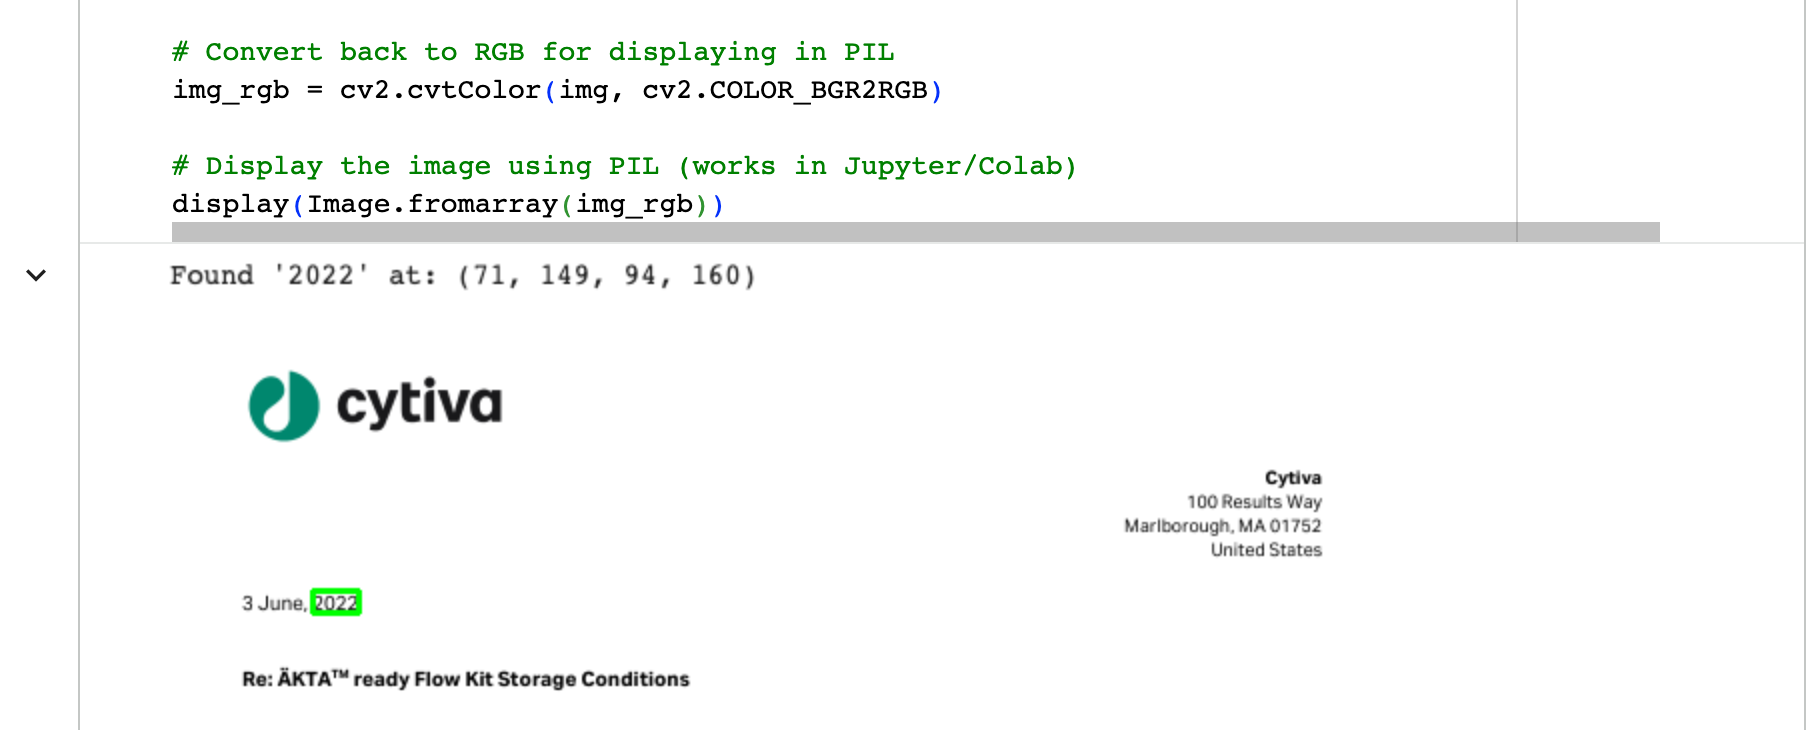 # Convert back to RGB for displaying in PIL
img_rgb = cv2.cvtColor(img, cv2.COLOR_BGR2RGB)
# Display the image using PIL (works in Jupyter/Colab)
display(Image.fromarray(img_rgb))
Found '2022' at: (71, 149, 94, 160)
cytiva
Cytiva
100 Results Way
Marlborough, MA 01752
United States
3 June, 2022
Re: ÄKTA™ ready Flow Kit Storage Conditions